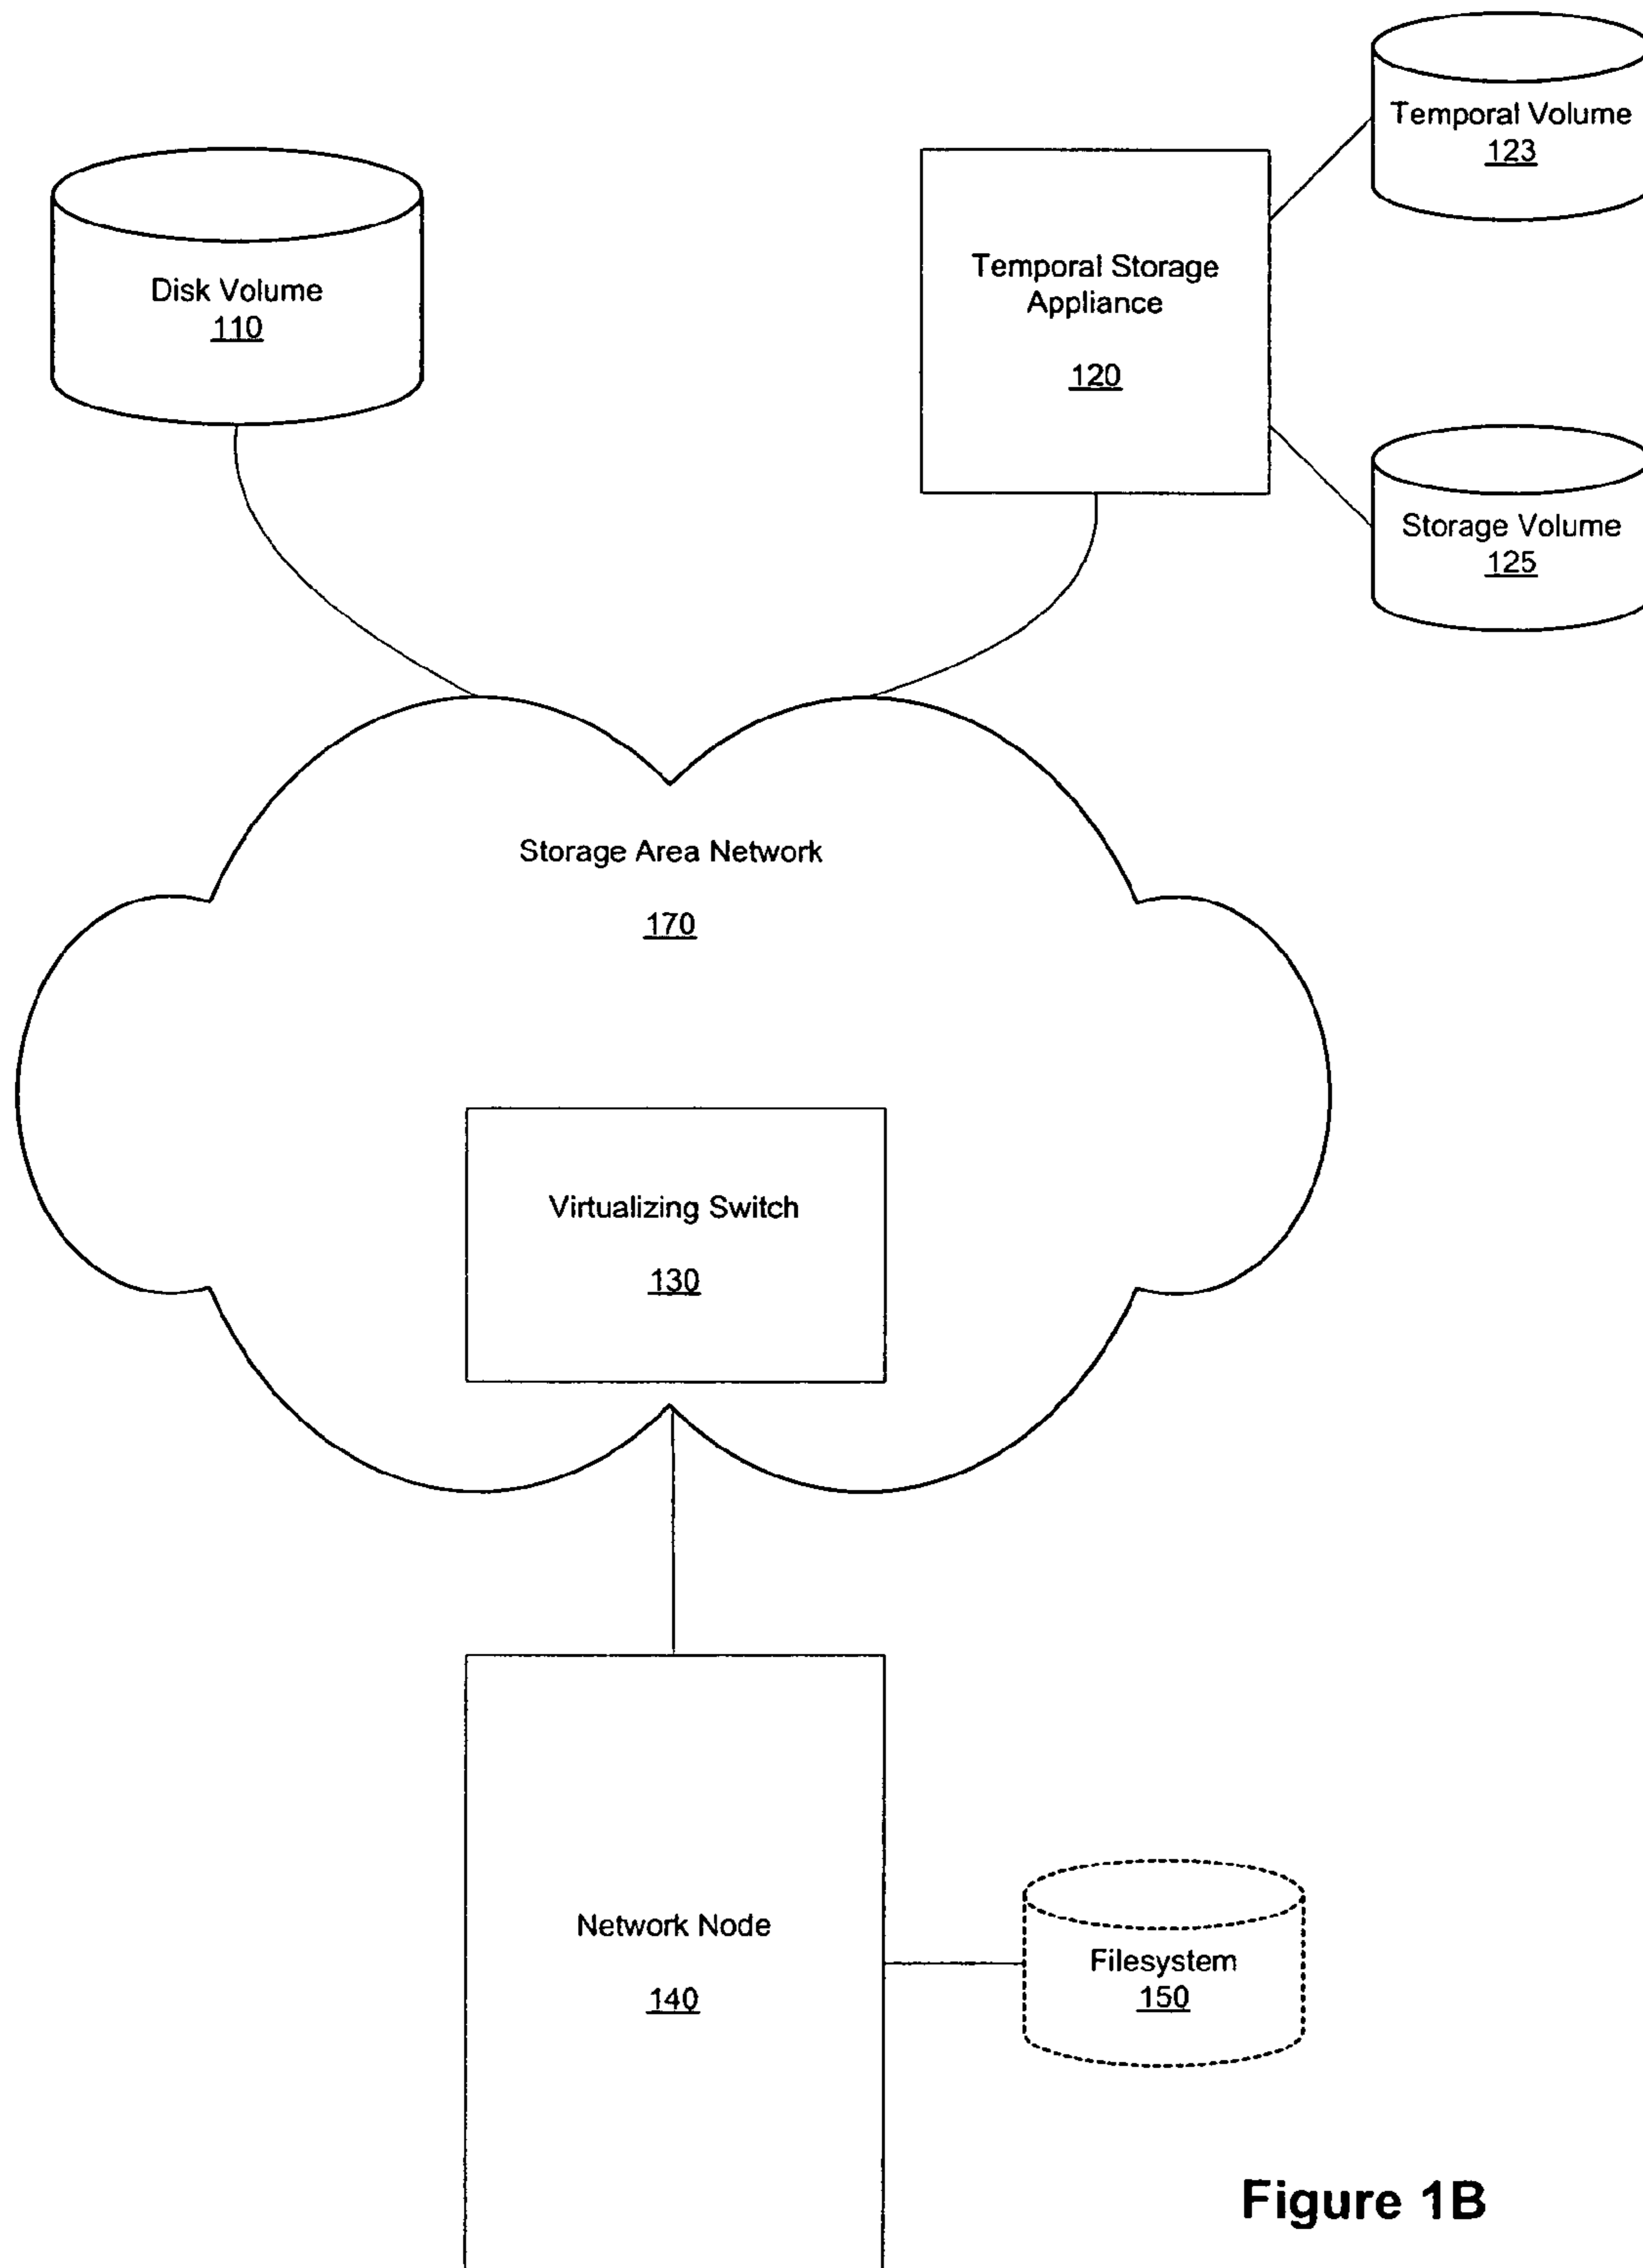 Temporal Volume
123
Disk Volume
110
Temporal Storage
Appliance
120
Storage Volume
125
Storage Area Network
170
Virtualizing Switch
130
Network Node
140
Filesystem
150
Figure 1B